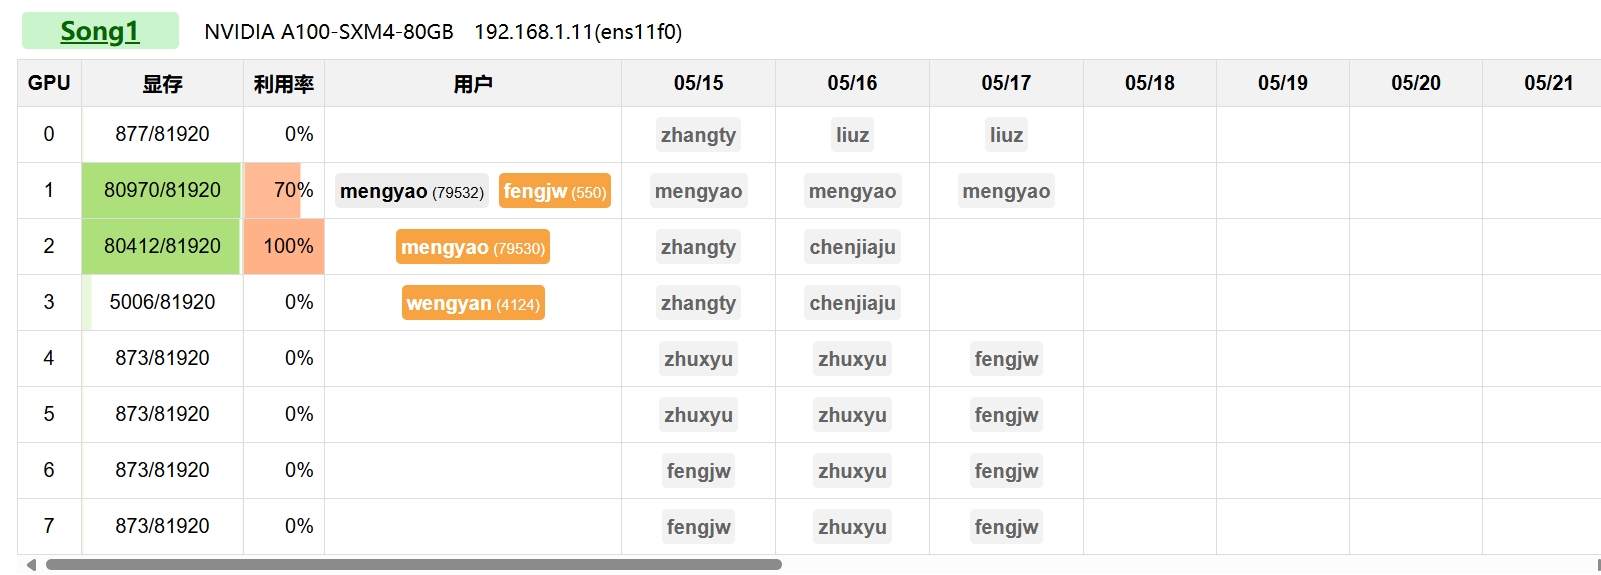 Song1 NVIDIA A100-SXM4-80GB 192.168.1.11(ens11f0)
GPU 显存 利用率 用户 05/15 05/16 05/17 05/18 05/19 05/20 05/21
0 877/81920 0% zhangty liuz liuz
1 80970/81920 70% mengyao (79532) fengjw (550) mengyao mengyao mengyao
2 80412/81920 100% mengyao (79530) zhangty chenjiaju
3 5006/81920 0% wengyan (4124) zhangty chenjiaju
4 873/81920 0% zhuxyu zhuxyu fengjw
5 873/81920 0% zhuxyu zhuxyu fengjw
6 873/81920 0% fengjw zhuxyu fengjw
7 873/81920 0% fengjw zhuxyu fengjw